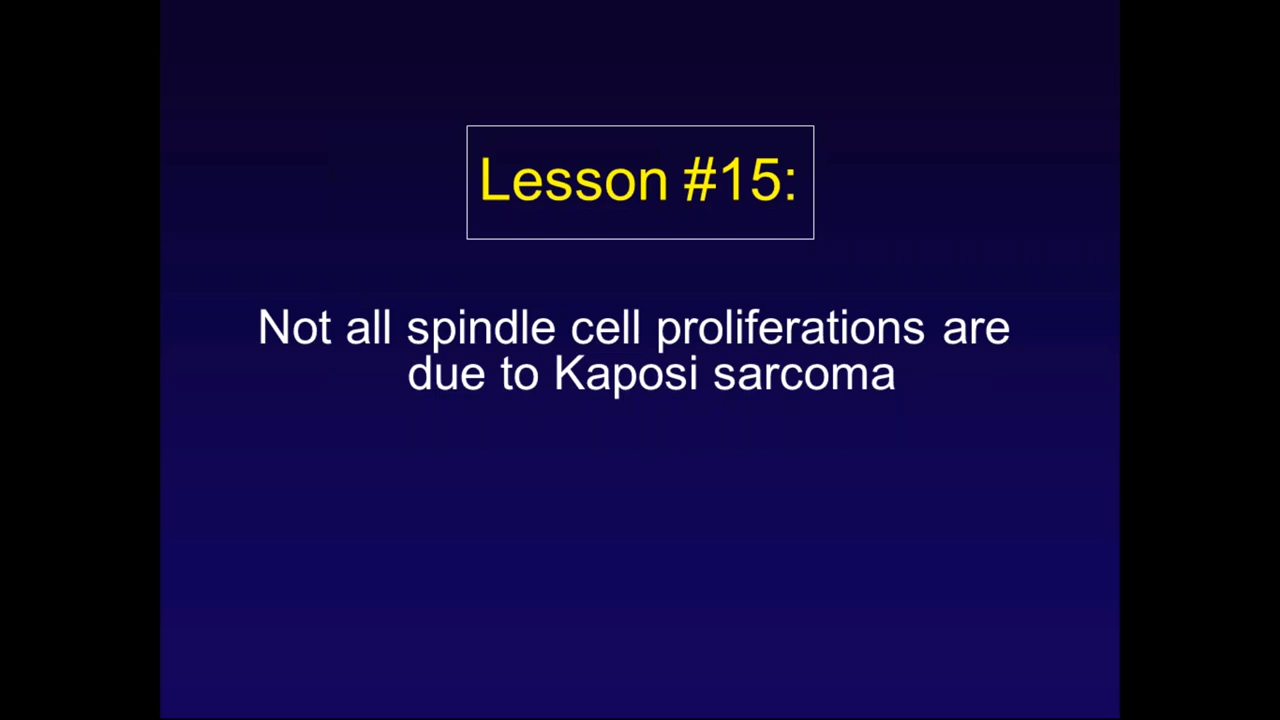 Lesson #15:
Not all spindle cell proliferations are
due to Kaposi sarcoma